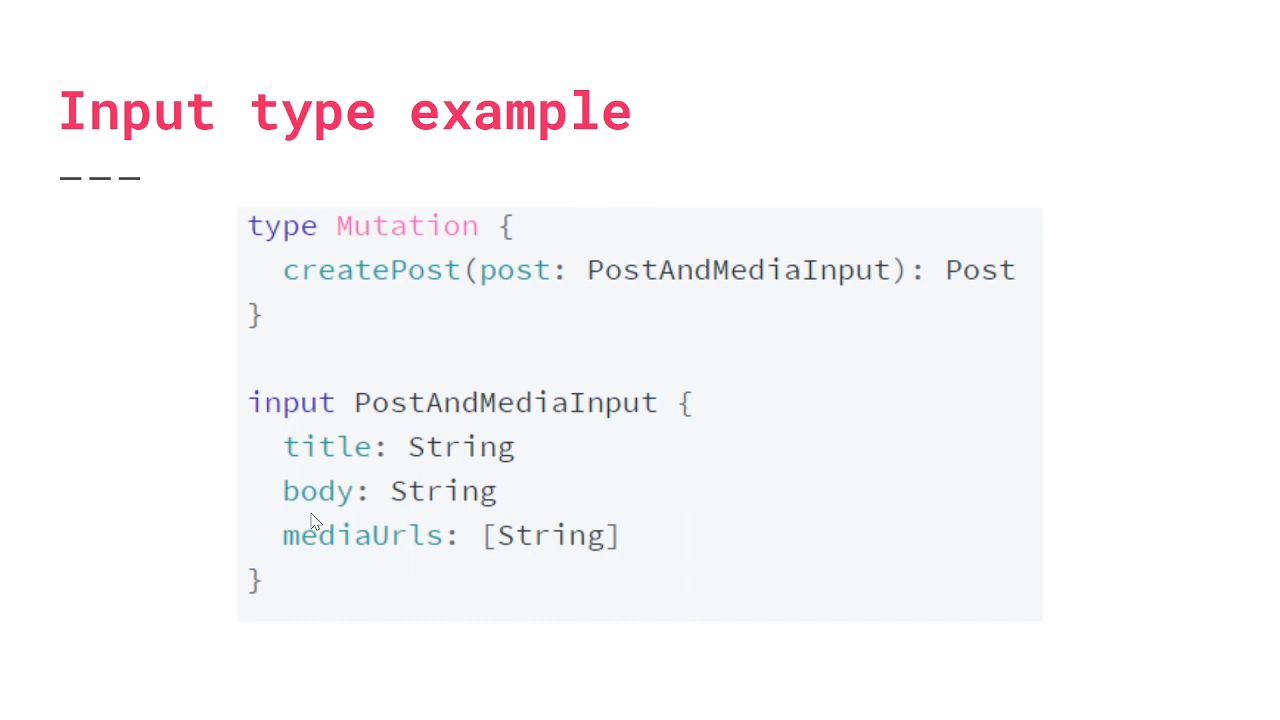 Input type example
type Mutation {
  createPost(post: PostAndMediaInput): Post
}
input PostAndMediaInput {
  title: String
  body: String
  mediaUrls: [String]
}